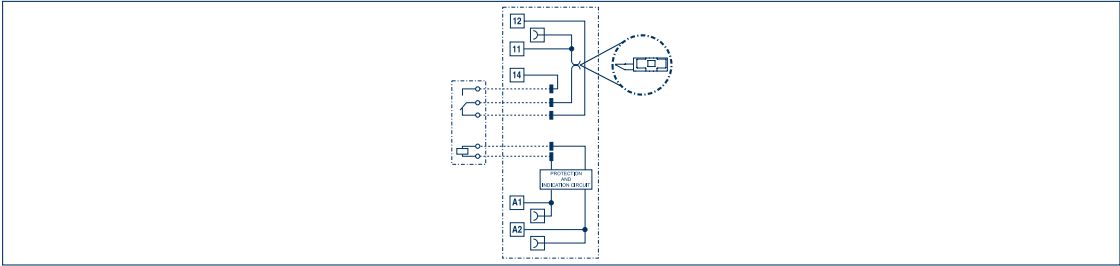 12
11
14
PROTECTION
AND
INDICATION CIRCUIT
A1
A2